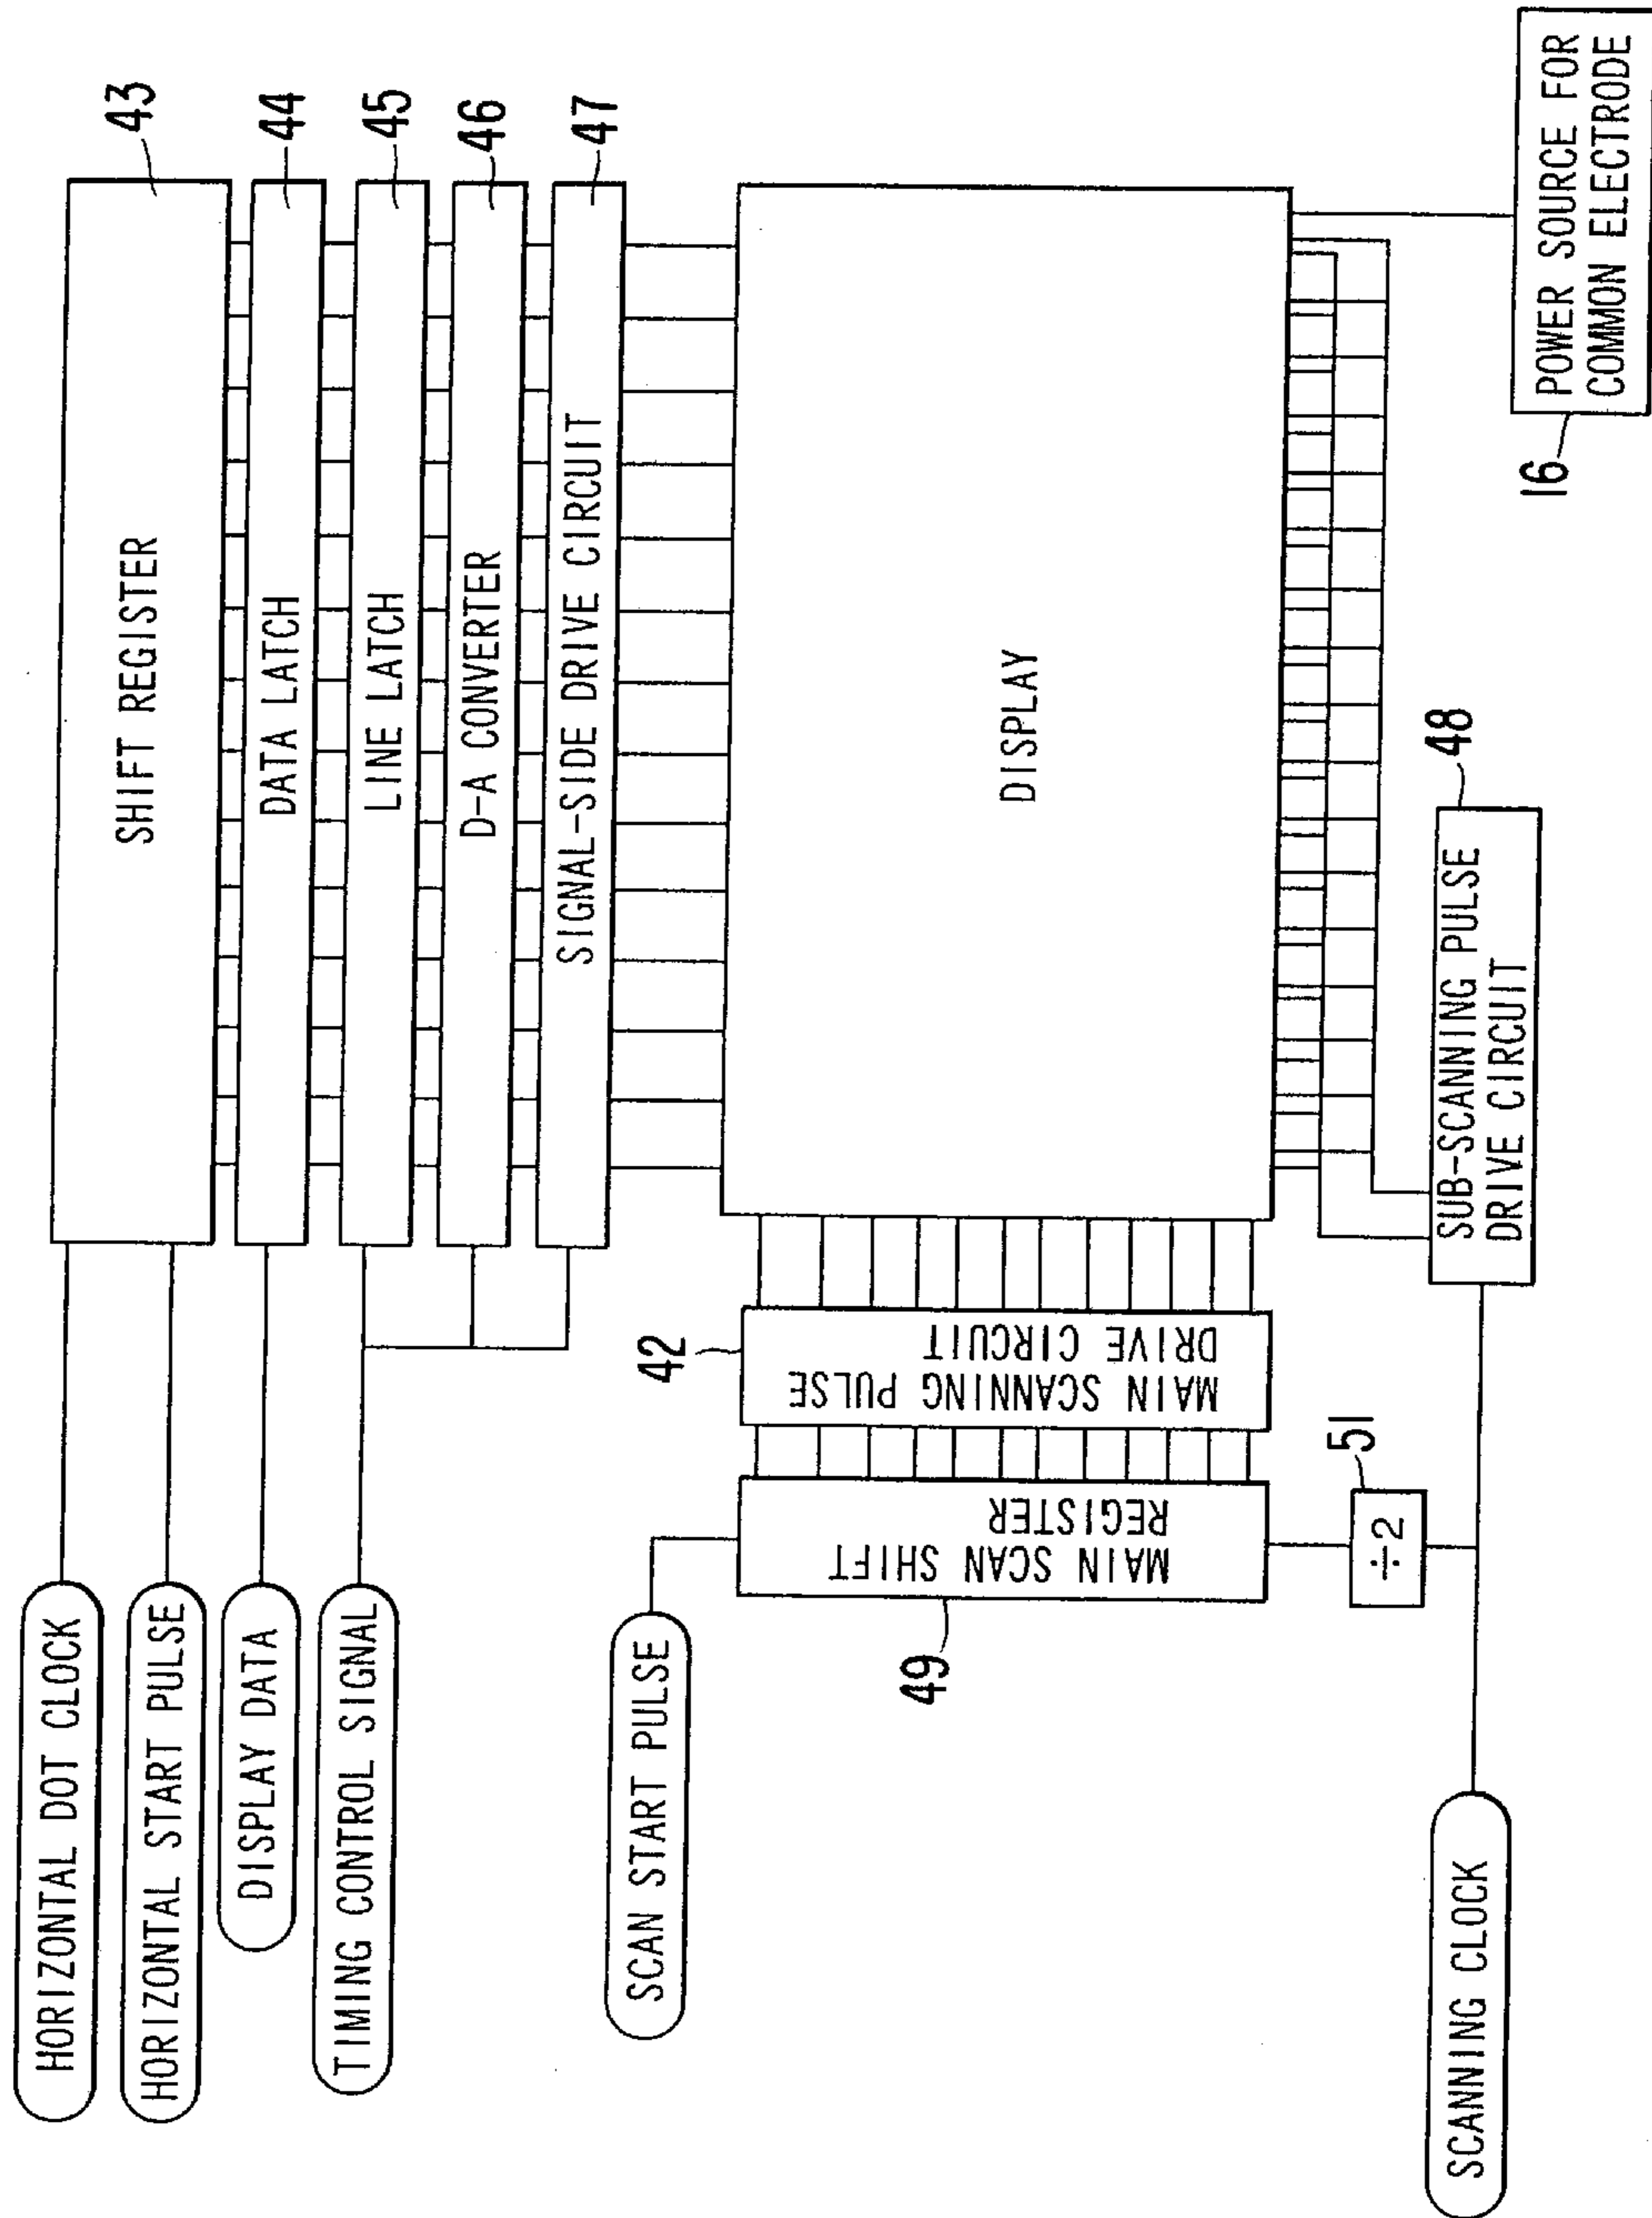 HORIZONTAL DOT CLOCK
HORIZONTAL START PULSE
DISPLAY DATA
TIMING CONTROL SIGNAL
SHIFT REGISTER
43
DATA LATCH
44
LINE LATCH
45
D-A CONVERTER
46
SIGNAL-SIDE DRIVE CIRCUIT
47
SCAN START PULSE
49
MAIN SCAN SHIFT
REGISTER
42
MAIN SCANNING PULSE
DRIVE CIRCUIT
DISPLAY
51
÷2
SCANNING CLOCK
48
SUB-SCANNING PULSE
DRIVE CIRCUIT
16
POWER SOURCE FOR
COMMON ELECTRODE